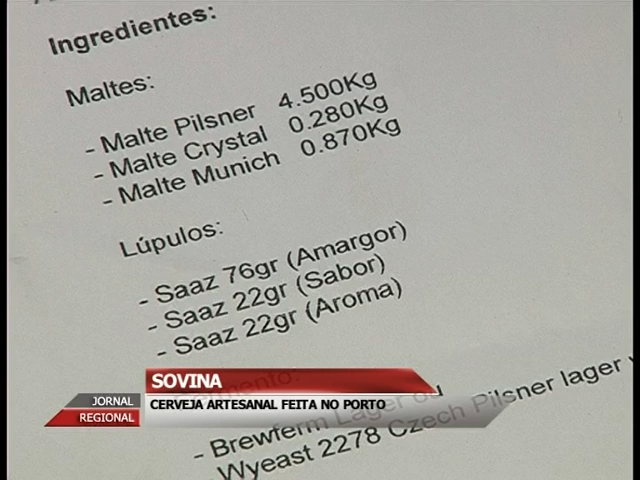 Ingredientes:
Maltes:
- Malte Pilsner 4.500Kg
- Malte Crystal 0.280Kg
- Malte Munich 0.870Kg
Lúpulos:
- Saaz 76gr (Amargor)
- Saaz 22gr (Sabor)
- Saaz 22gr (Aroma)
SOVINA
JORNAL
REGIONAL
CERVEJA ARTESANAL FEITA NO PORTO
- Brewferm Lager ou
Wyeast 2278 Czech Pilsner lager